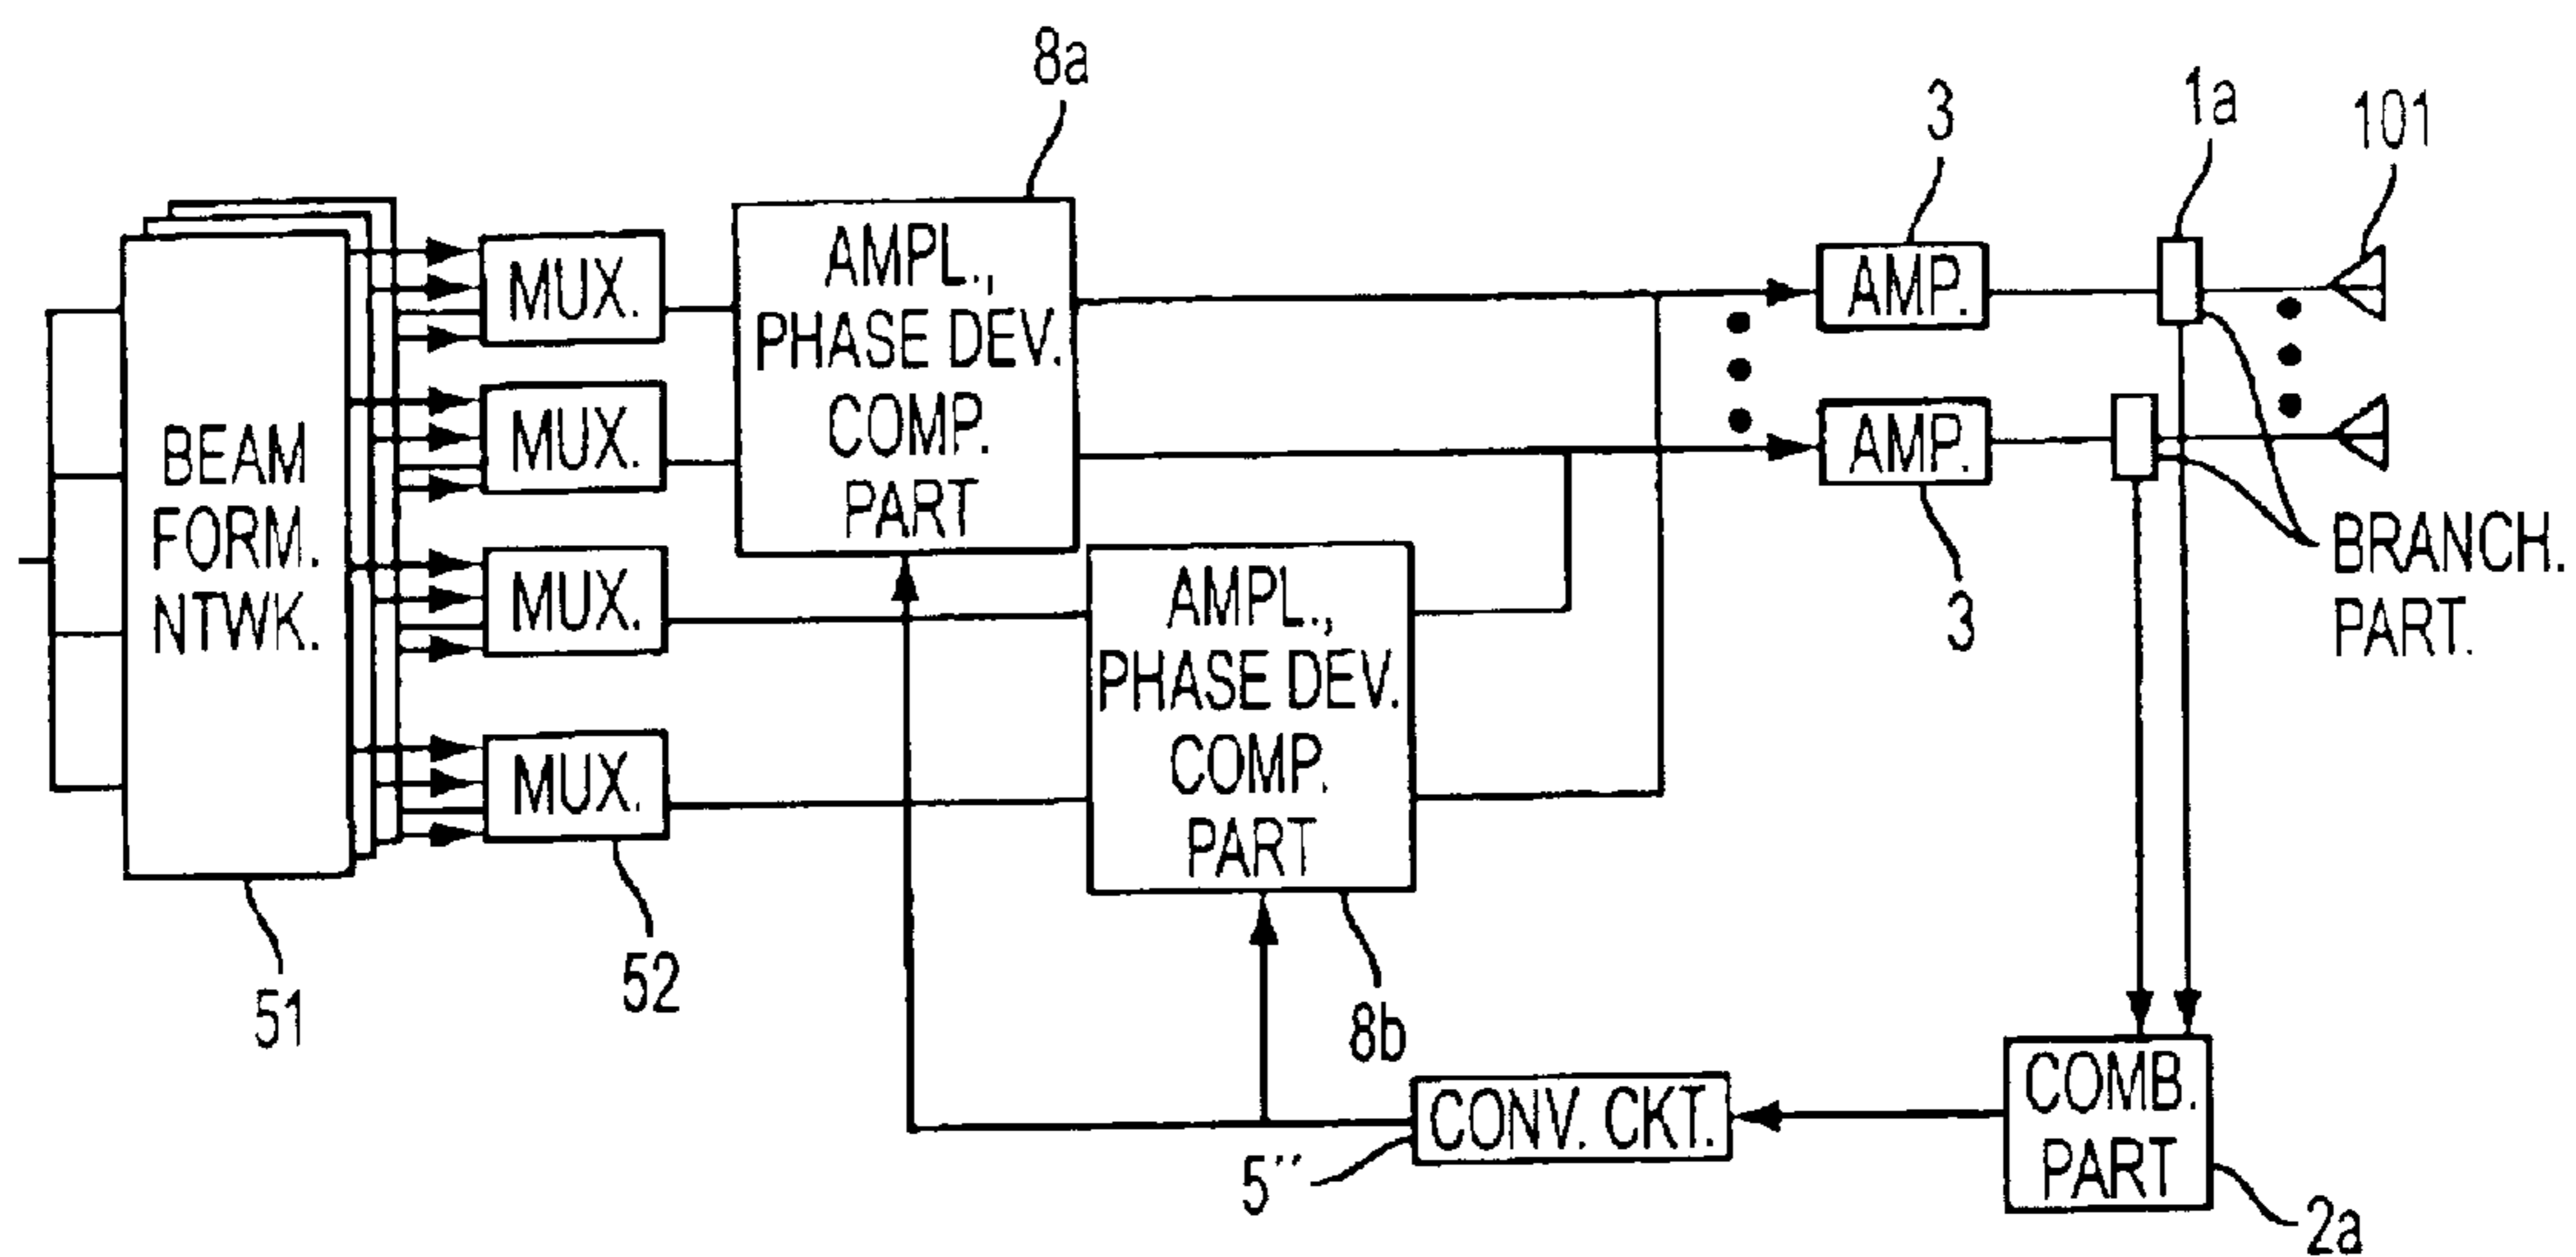 8a
3
1a
101
MUX.
AMPL.,
PHASE DEV.
COMP.
PART
AMP.
MUX.
AMP.
BEAM
FORM.
NTWK.
3
BRANCH.
PART.
MUX.
AMPL.,
PHASE DEV.
COMP.
PART
MUX.
51
52
8b
5''
CONV. CKT.
COMB.
PART
2a